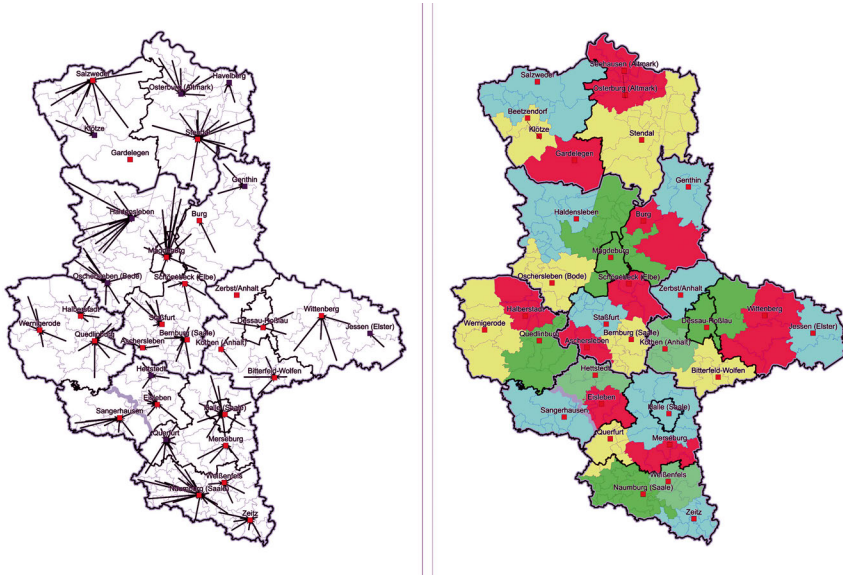 Salzwedel
Havelberg
Osterburg (Altmark)
Klötze
Stendal
Gardelegen
Genthin
Haldensleben
Burg
Magdeburg
Oschersleben (Bode)
Schönebeck (Elbe)
Zerbst/Anhalt
Halberstadt
Staßfurt
Wittenberg
Wernigerode
Quedlinburg
Bernburg (Saale)
Dessau-Roßlau
Jessen (Elster)
Aschersleben
Köthen (Anhalt)
Hettstedt
Bitterfeld-Wolfen
Eisleben
Halle (Saale)
Sangerhausen
Querfurt
Merseburg
Weißenfels
Naumburg (Saale)
Zeitz
Seehausen (Altmark)
Salzwedel
Osterburg (Altmark)
Beetzendorf
Klötze
Stendal
Gardelegen
Genthin
Haldensleben
Burg
Magdeburg
Oschersleben (Bode)
Schönebeck (Elbe)
Zerbst/Anhalt
Halberstadt
Staßfurt
Wittenberg
Wernigerode
Quedlinburg
Bernburg (Saale)
Dessau-Roßlau
Jessen (Elster)
Aschersleben
Köthen (Anhalt)
Hettstedt
Bitterfeld-Wolfen
Eisleben
Halle (Saale)
Sangerhausen
Querfurt
Merseburg
Weißenfels
Naumburg (Saale)
Zeitz